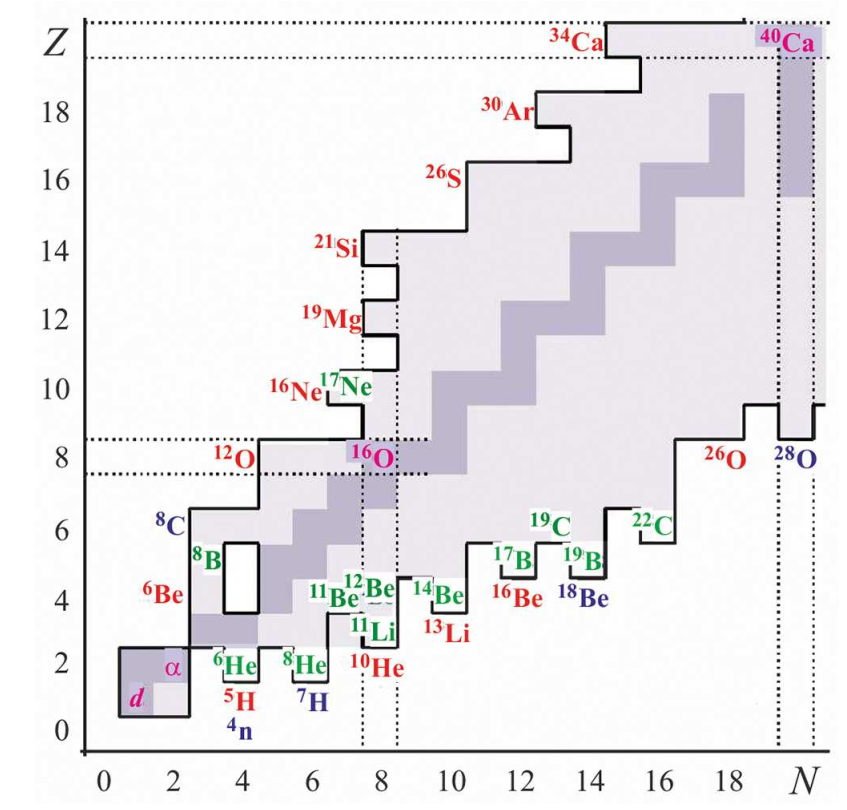 Z
³⁴Ca
⁴⁰Ca
18
³⁰Ar
16
²⁶S
14
²¹Si
12
¹⁹Mg
10
¹⁶Ne
¹⁷Ne
8
¹²O
¹⁶O
²⁶O
²⁸O
6
⁸C
¹⁹C
²²C
⁸B
¹⁷B
¹⁹B
4
⁶Be
¹¹Be
¹²Be
¹⁴Be
¹⁶Be
¹⁸Be
¹¹Li
¹³Li
2
α
⁶He
⁸He
¹⁰He
d
⁵H
⁷H
0
⁴n
0 2 4 6 8 10 12 14 16 18 N